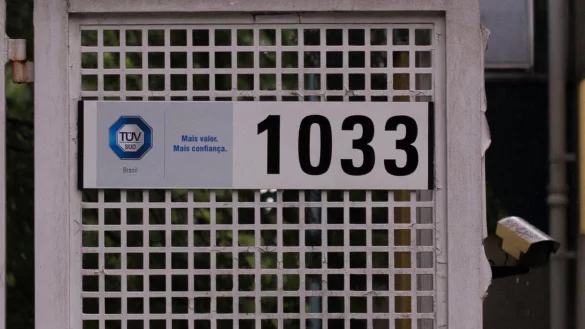 TÜV
SÜD
Brasil
Mais valor.
Mais confiança.
1033